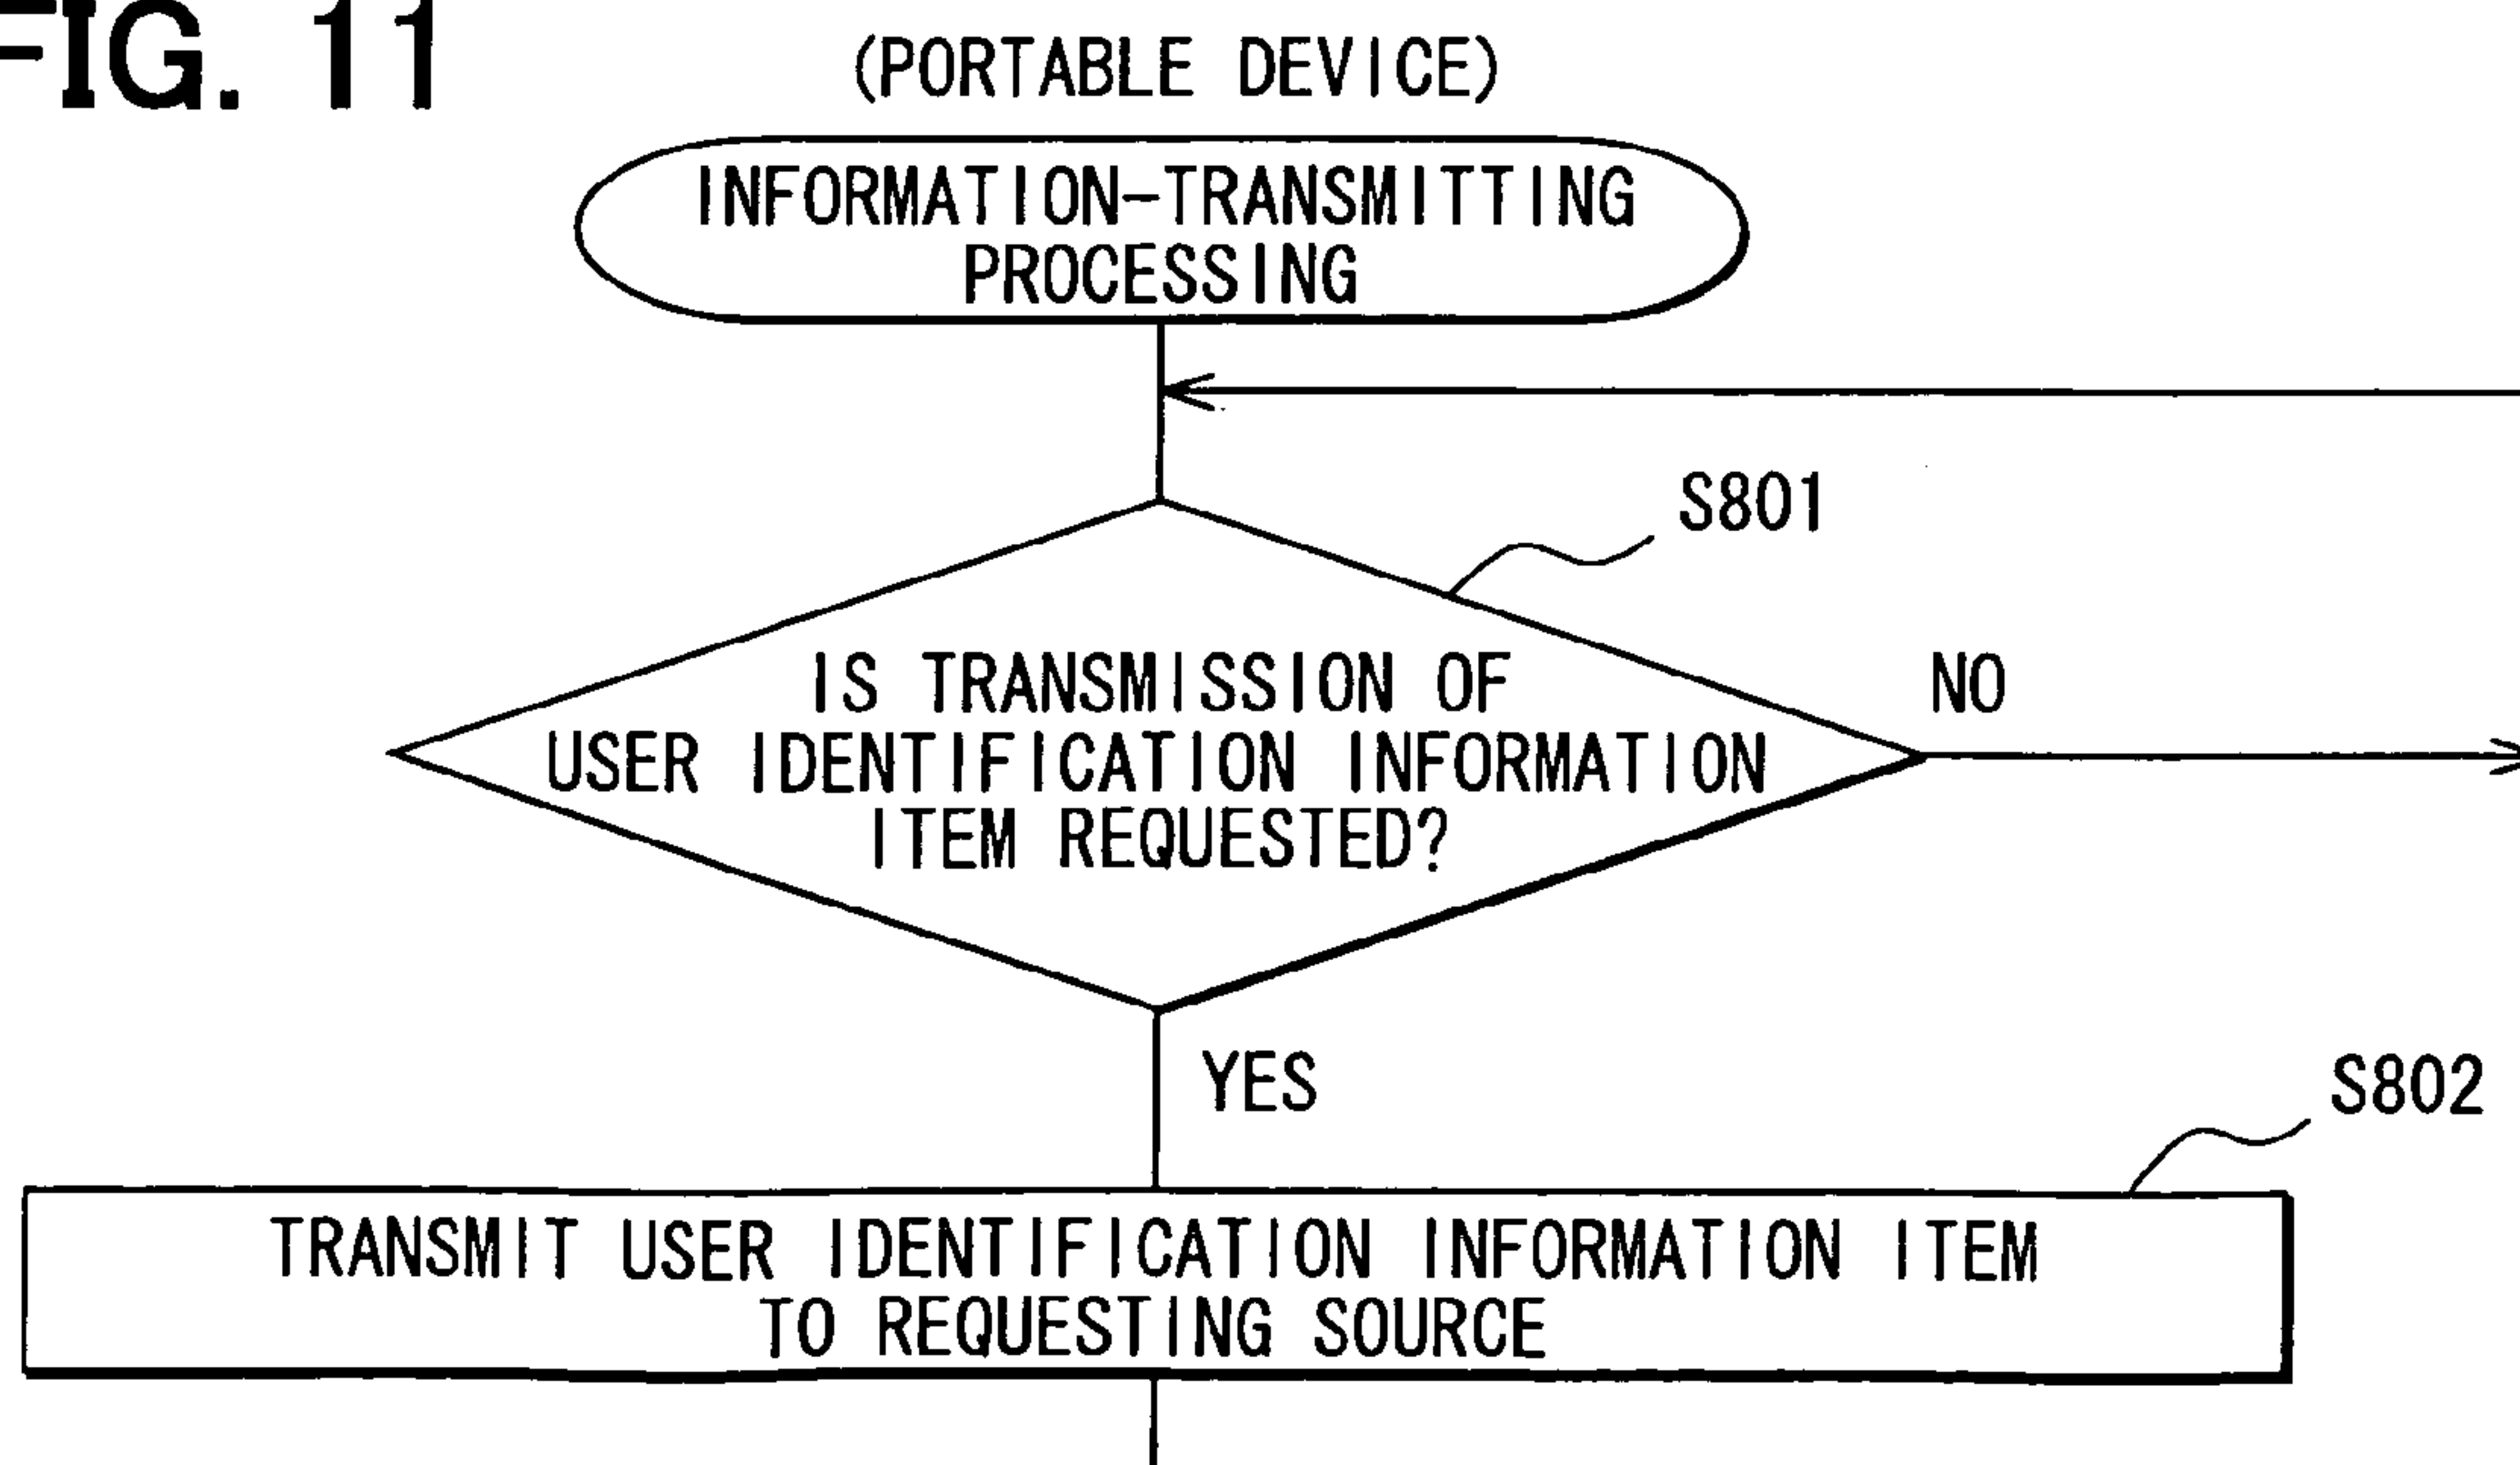 FIG. 11
(PORTABLE DEVICE)
INFORMATION-TRANSMITTING
PROCESSING
S801
IS TRANSMISSION OF
USER IDENTIFICATION INFORMATION
ITEM REQUESTED?
NO
YES
S802
TRANSMIT USER IDENTIFICATION INFORMATION ITEM
TO REQUESTING SOURCE